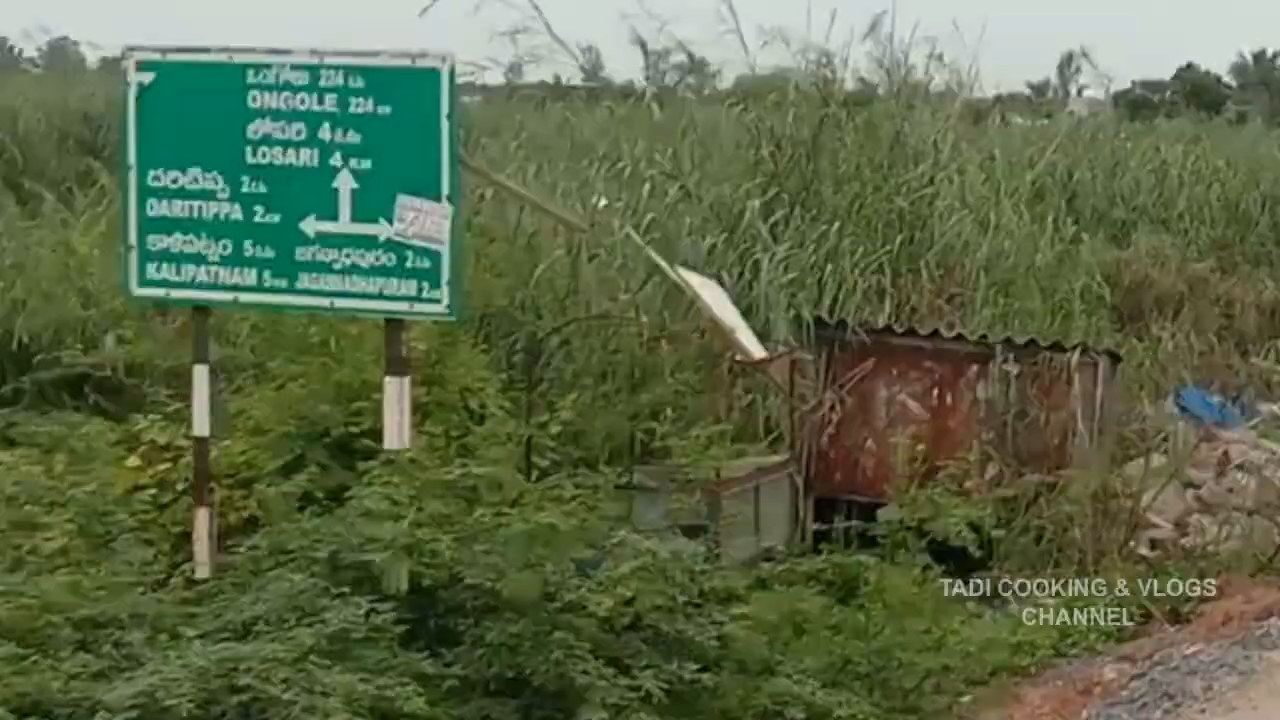 ఒంగోలు 224 కి.మీ
ONGOLE 224 KM
లోసరి 4 కి.మీ
LOSARI 4 KM
దరితిప్ప 2 కి.మీ
DARITIPPA 2 KM
కాళీపట్నం 5 కి.మీ
జగన్నాధపురం 2 కి.మీ
KALIPATNAM 5 KM
JAGANNADHAPURAM 2 KM
TADI COOKING & VLOGS
CHANNEL